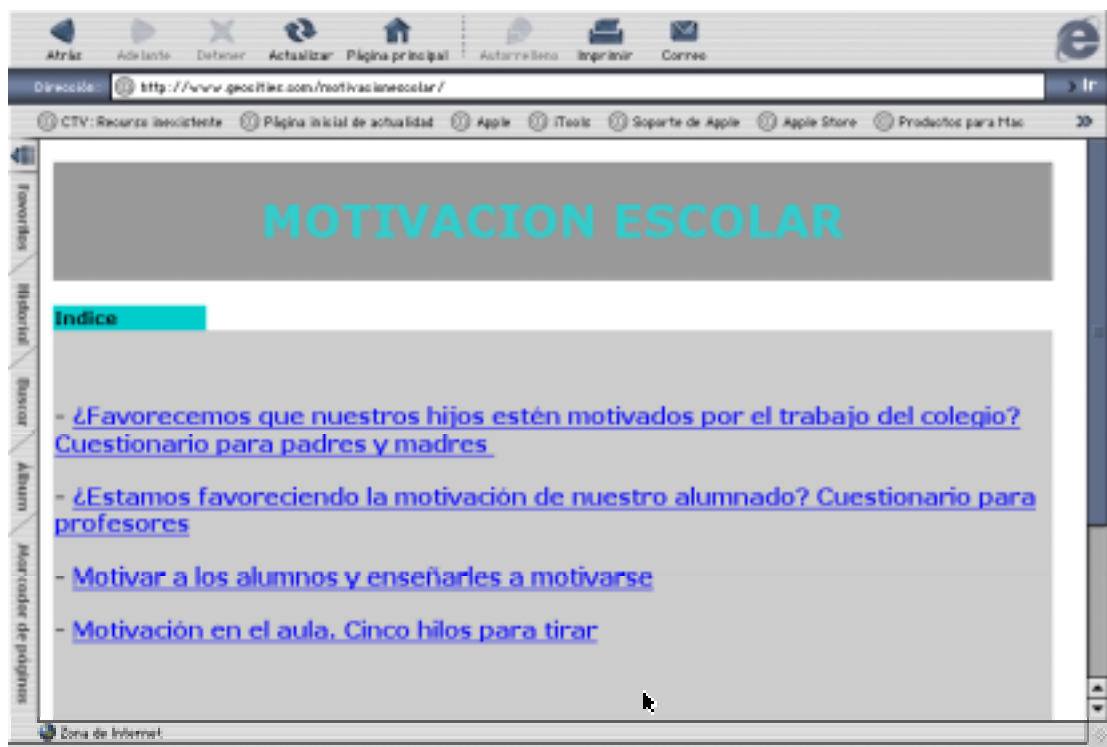 Atrás Adelante Detener Actualizar Página principal Autorrelleno Imprimir Correo
Dirección: http://www.geosities.com/motivacionescolar/ Ir
CTV: Recurso inexistente Página inicial de actualidad Apple iTools Soporte de Apple Apple Store Productos para Mac
Favoritos
Historial
Buscar
Álbum
Marcador de páginas
MOTIVACION ESCOLAR
Indice
- ¿Favorecemos que nuestros hijos estén motivados por el trabajo del colegio?
Cuestionario para padres y madres
- ¿Estamos favoreciendo la motivación de nuestro alumnado? Cuestionario para
profesores
- Motivar a los alumnos y enseñarles a motivarse
- Motivación en el aula. Cinco hilos para tirar
Zona de Internet